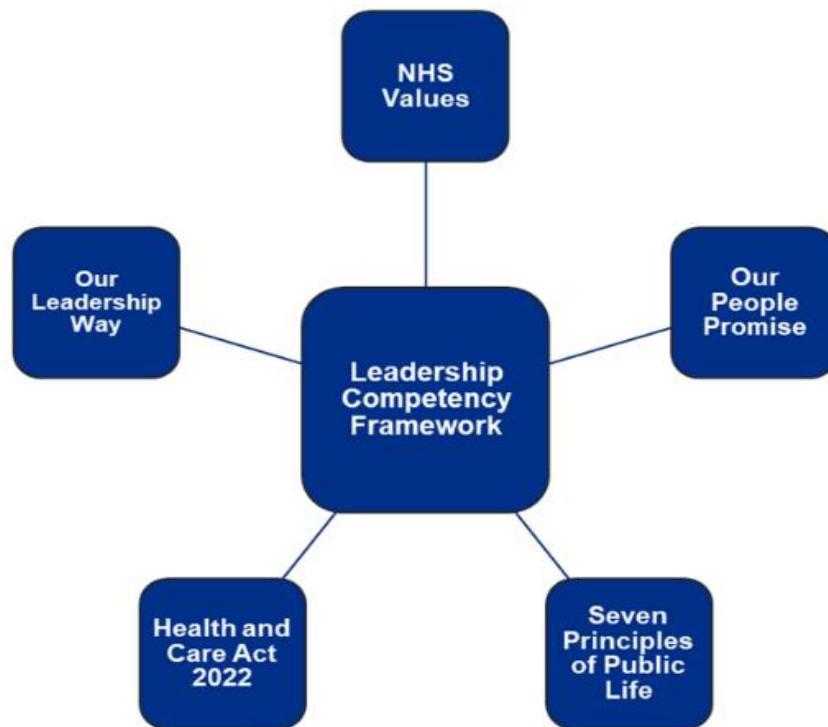 NHS
Values
Our
Leadership
Way
Our
People
Promise
Leadership
Competency
Framework
Health and
Care Act
2022
Seven
Principles
of Public
Life